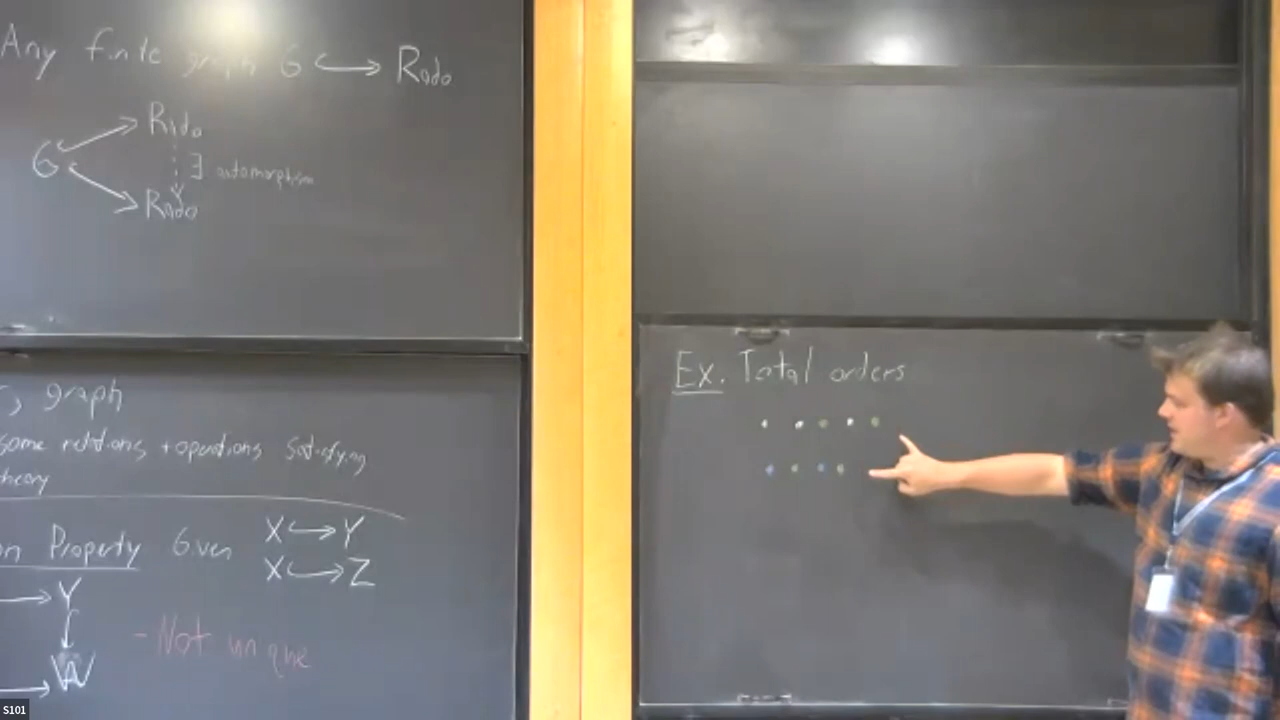 Any finite graph G ↪ Rado
Rado
G ∃ automorphism
Rado
graph
some relations + operations satisfying
theory
Property Given X ↪ Y
X ↪ Z
Y
- Not unique
W
Ex. Total orders
S101